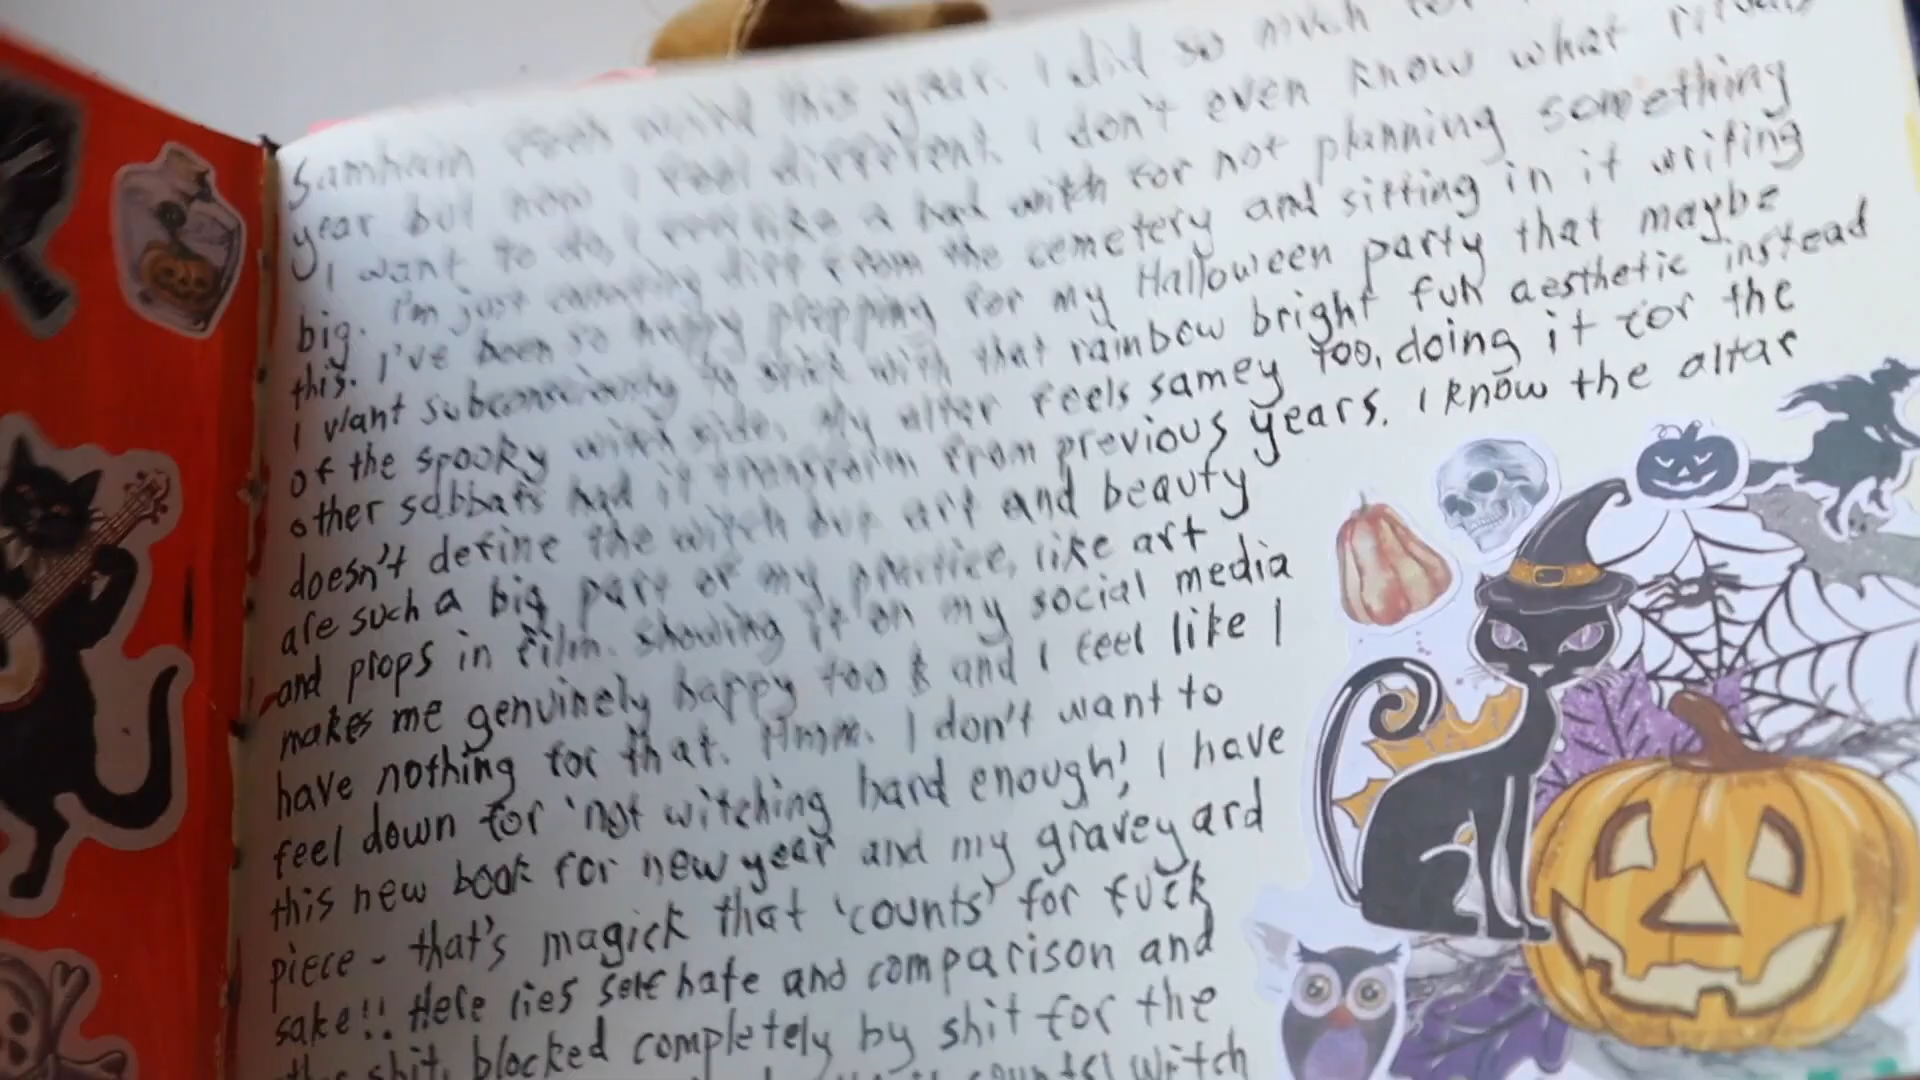 Samhain feels weird this year. I did so much for
year but now I feel different. I don't even know what rituals
I want to do, I feel like a bad witch for not planning something
big. I'm just carrying dirt from the cemetery and sitting in it writing
this. I've been so happy prepping for my Halloween party that maybe
I want subconsciously to stick with that rainbow bright fun aesthetic instead
of the spooky witch side. My alter feels samey too, doing it for the
other sabbats had it transform from previous years. I know the altar
doesn't define the witch but art and beauty
are such a big part of my practice, like art
and props in film. Showing it on my social media
makes me genuinely happy too & and I feel like I
have nothing for that. Hmm. I don't want to
feel down for 'not witching hard enough', I have
this new book for new year and my graveyard
piece - that's magick that 'counts' for fuck
sake!! Here lies self hate and comparison and
shit, blocked completely by shit for the
witch